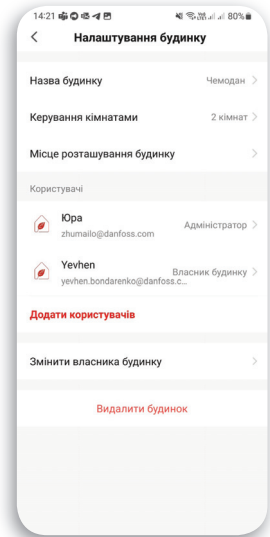 14:21 80%
Налаштування будинку
Назва будинку Чемодан
Керування кімнатами 2 кімнат
Місце розташування будинку
Користувачі
Юра Адміністратор
zhumailo@danfoss.com
Yevhen Власник будинку
yevhen.bondarenko@danfoss.c...
Додати користувачів
Змінити власника будинку
Видалити будинок